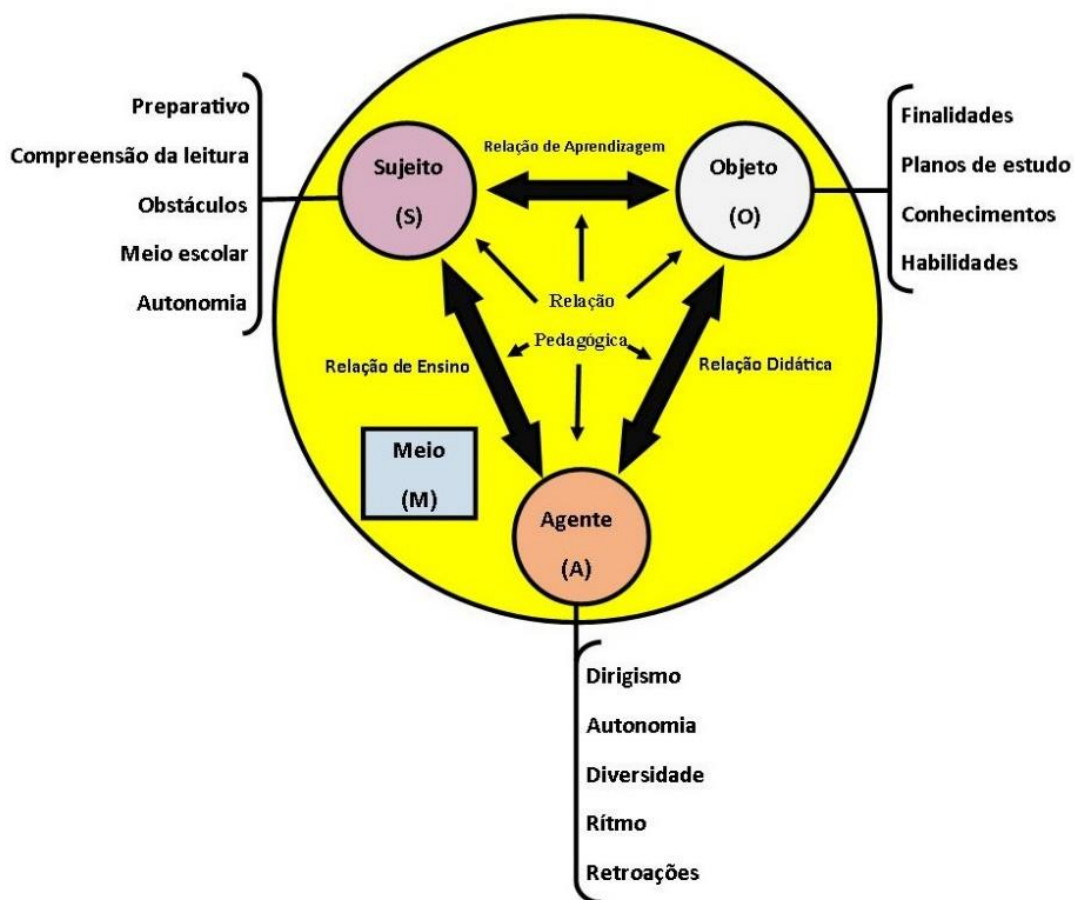 Preparativo
Compreensão da leitura
Obstáculos
Meio escolar
Autonomia
Sujeito
(S)
Relação de Aprendizagem
Objeto
(O)
Finalidades
Planos de estudo
Conhecimentos
Habilidades
Relação
Pedagógica
Relação de Ensino
Relação Didática
Meio
(M)
Agente
(A)
Dirigismo
Autonomia
Diversidade
Rítmo
Retroações